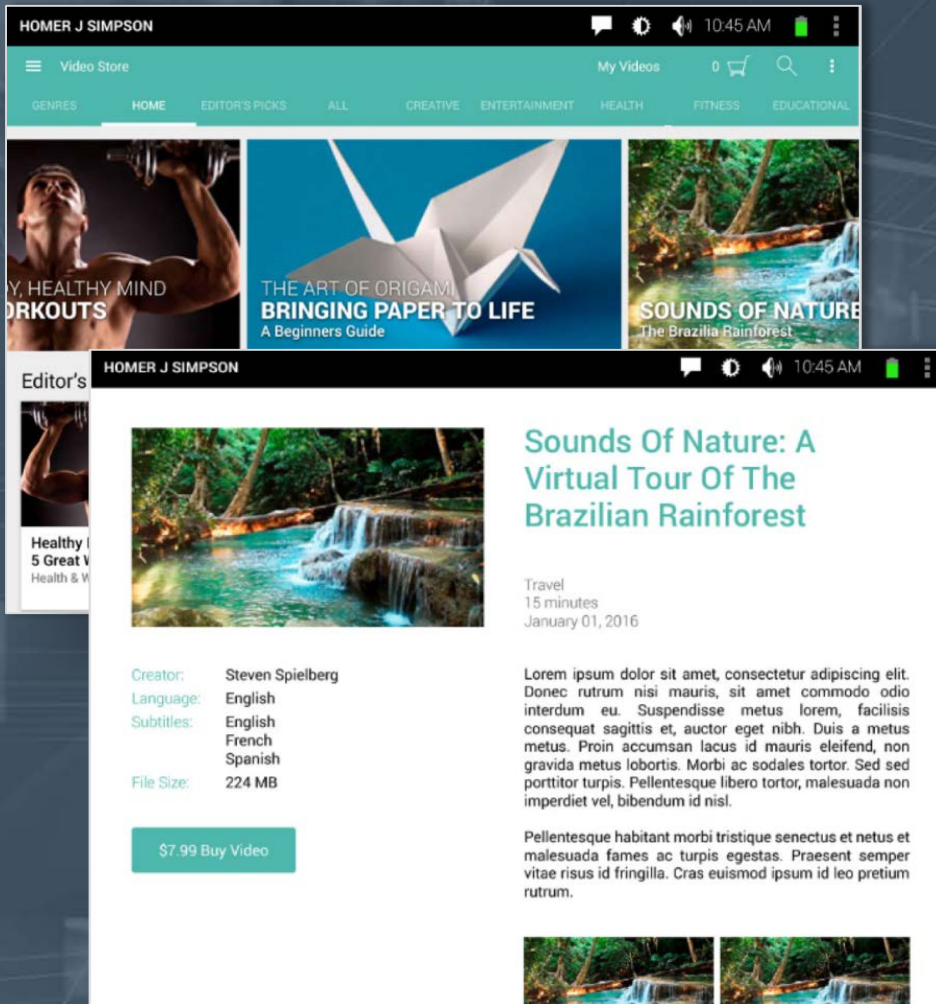 HOMER J SIMPSON 10:45 AM
Video Store My Videos 0
GENRES HOME EDITOR'S PICKS ALL CREATIVE ENTERTAINMENT HEALTH FITNESS EDUCATIONAL
Y, HEALTHY MIND
ORKOUTS
THE ART OF ORIGAMI
BRINGING PAPER TO LIFE
A Beginners Guide
SOUNDS OF NATURE
The Brazilia Rainforest
Editor's
Healthy
5 Great
Health & W
HOMER J SIMPSON 10:45 AM
Sounds Of Nature: A
Virtual Tour Of The
Brazilian Rainforest
Travel
15 minutes
January 01, 2016
Creator: Steven Spielberg
Language: English
Subtitles: English
French
Spanish
File Size: 224 MB
$7.99 Buy Video
Lorem ipsum dolor sit amet, consectetur adipiscing elit.
Donec rutrum nisi mauris, sit amet commodo odio
interdum eu. Suspendisse metus lorem, facilisis
consequat sagittis et, auctor eget nibh. Duis a metus
metus. Proin accumsan lacus id mauris eleifend, non
gravida metus lobortis. Morbi ac sodales tortor. Sed sed
porttitor turpis. Pellentesque libero tortor, malesuada non
imperdiet vel, bibendum id nisl.
Pellentesque habitant morbi tristique senectus et netus et
malesuada fames ac turpis egestas. Praesent semper
vitae risus id fringilla. Cras euismod ipsum id leo pretium
rutrum.